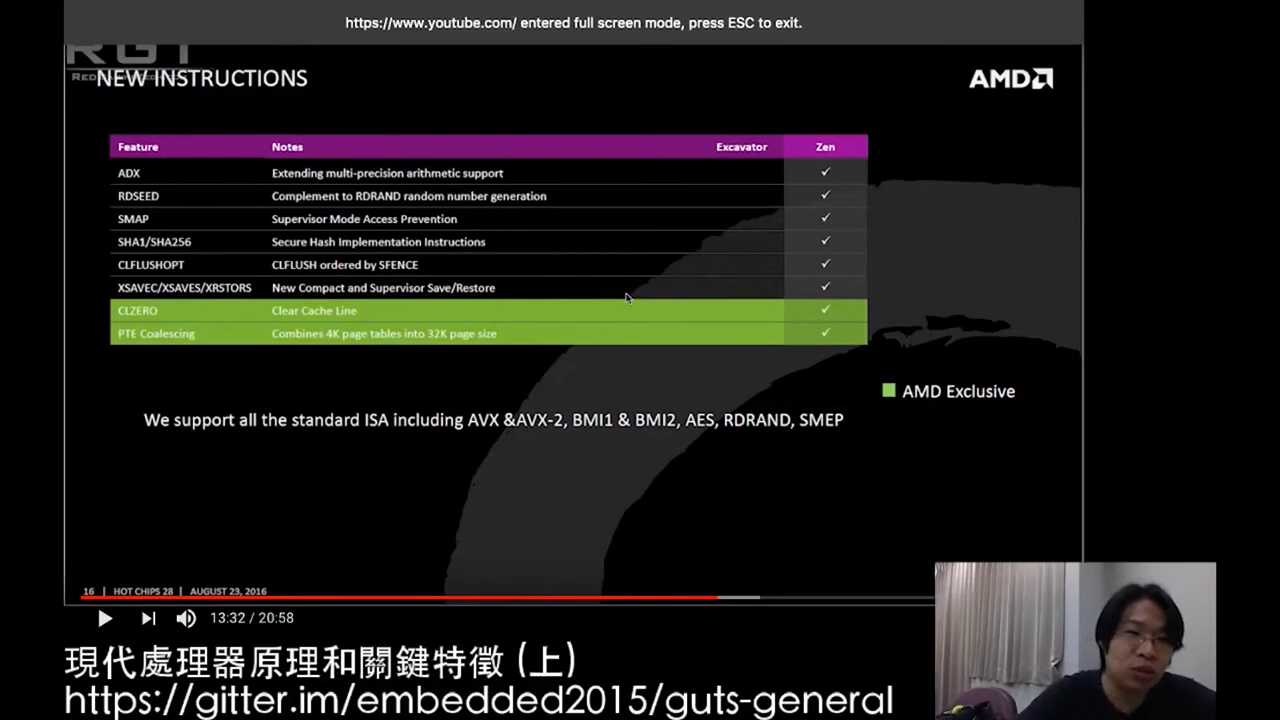 https://www.youtube.com/ entered full screen mode, press ESC to exit.
RGT
NEW INSTRUCTIONS
AMD
Feature Notes Excavator Zen
ADX Extending multi-precision arithmetic support ✓
RDSEED Complement to RDRAND random number generation ✓
SMAP Supervisor Mode Access Prevention ✓
SHA1/SHA256 Secure Hash Implementation Instructions ✓
CLFLUSHOPT CLFLUSH ordered by SFENCE ✓
XSAVEC/XSAVES/XRSTORS New Compact and Supervisor Save/Restore ✓
CLZERO Clear Cache Line ✓
PTE Coalescing Combines 4K page tables into 32K page size ✓
AMD Exclusive
We support all the standard ISA including AVX &AVX-2, BMI1 & BMI2, AES, RDRAND, SMEP
16 | HOT CHIPS 28 | AUGUST 23, 2016
13:32 / 20:58
現代處理器原理和關鍵特徵 (上)
https://gitter.im/embedded2015/guts-general